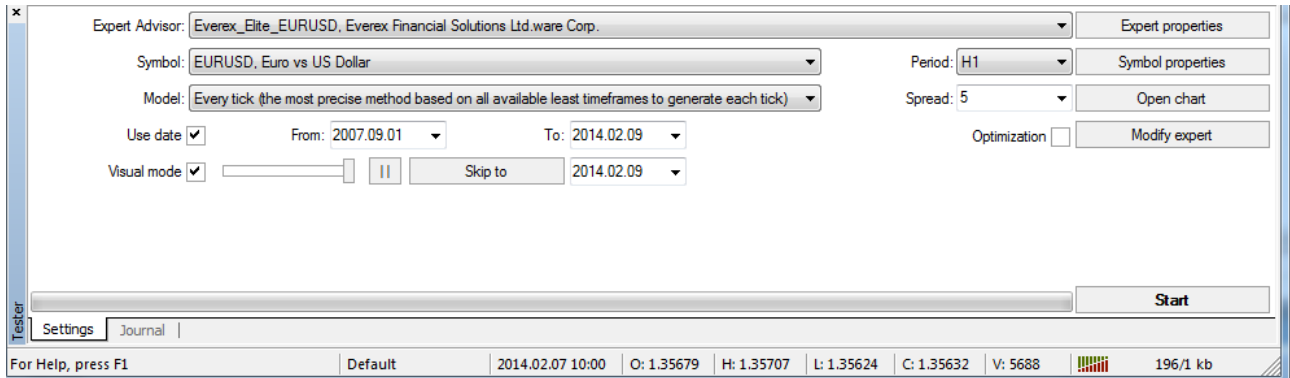 Expert Advisor: Everex_Elite_EURUSD, Everex Financial Solutions Ltd.ware Corp. Expert properties
Symbol: EURUSD, Euro vs US Dollar Period: H1 Symbol properties
Model: Every tick (the most precise method based on all available least timeframes to generate each tick) Spread: 5 Open chart
Use date From: 2007.09.01 To: 2014.02.09 Optimization Modify expert
Visual mode Skip to 2014.02.09
Start
Tester
Settings Journal
For Help, press F1 Default 2014.02.07 10:00 O: 1.35679 H: 1.35707 L: 1.35624 C: 1.35632 V: 5688 196/1 kb